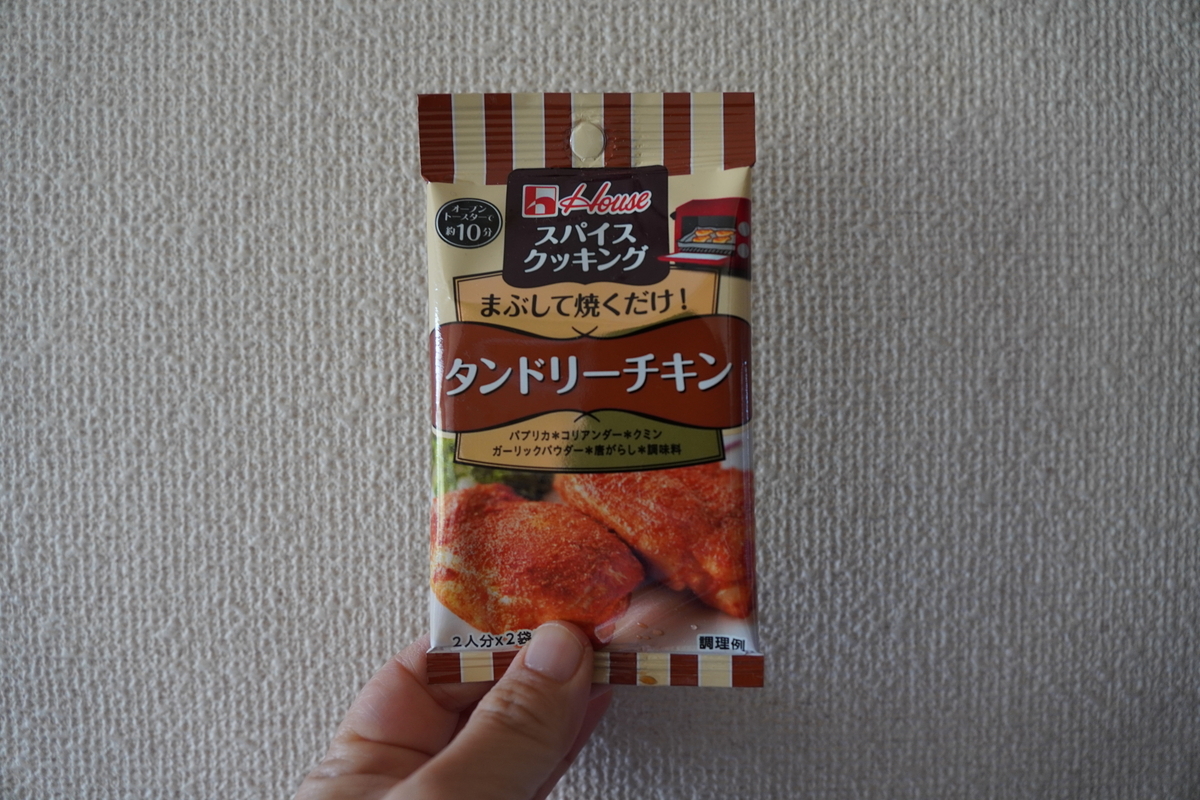 House
オーブン
トースターで
約10分
スパイス
クッキング
まぶして焼くだけ!
タンドリーチキン
パプリカ*コリアンダー*クミン
ガーリックパウダー*唐がらし*調味料
2人分x2袋
調理例